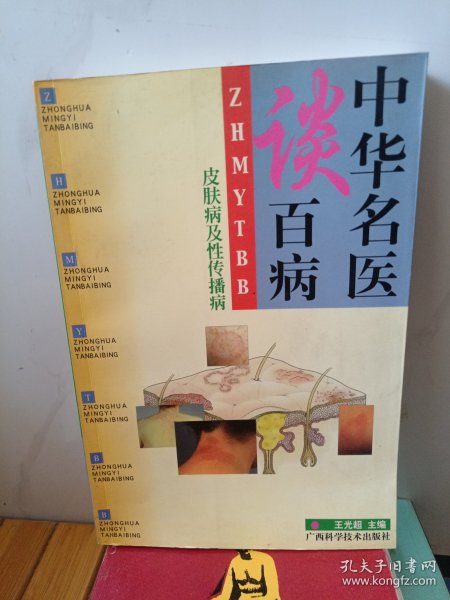 中华名医
谈百病
ZHMYTBB
皮肤病及性传播病
Z
ZHONGHUA
MINGYI
TANBAIBING
H
ZHONGHUA
MINGYI
TANBAIBING
M
ZHONGHUA
MINGYI
TANBAIBING
Y
ZHONGHUA
MINGYI
TANBAIBING
T
ZHONGHUA
MINGYI
TANBAIBING
B
ZHONGHUA
MINGYI
TANBAIBING
B
ZHONGHUA
MINGYI
TANBAIBING
王光超 主编
广西科学技术出版社
孔夫子旧书网
kongfz.com